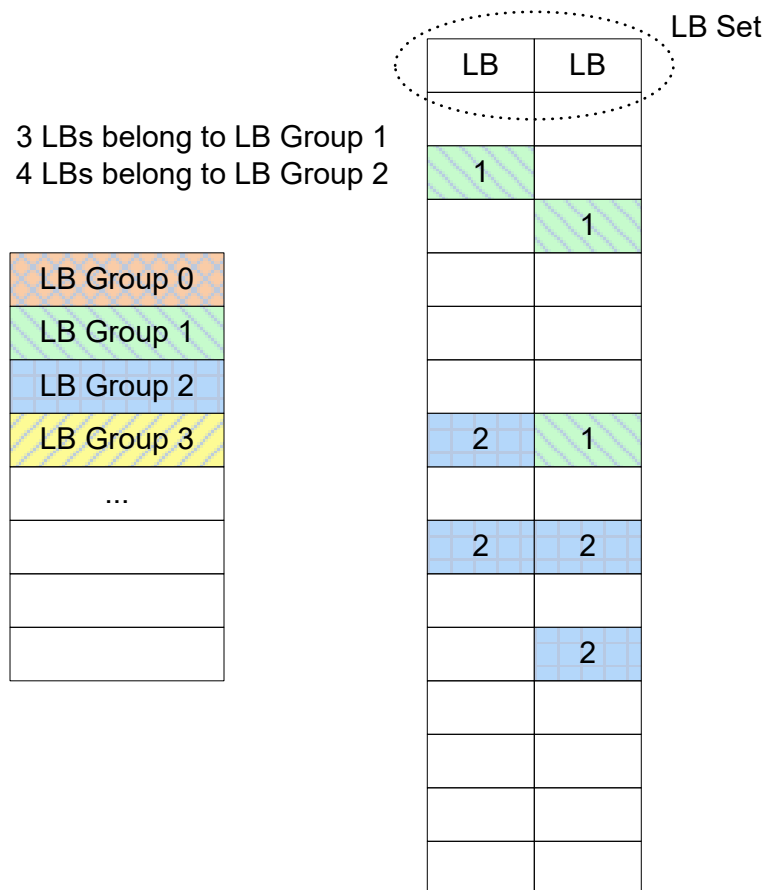 LB Set
LB LB
3 LBs belong to LB Group 1
4 LBs belong to LB Group 2
1
1
LB Group 0
LB Group 1
LB Group 2
LB Group 3
...
2 1
2 2
2